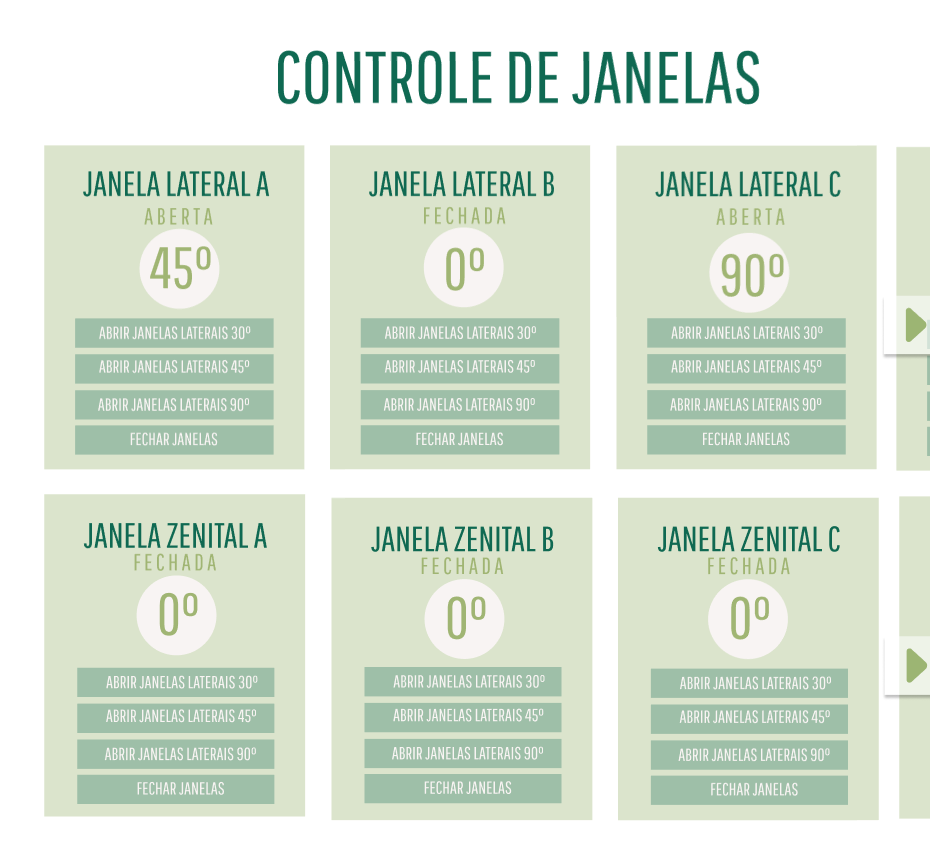 CONTROLE DE JANELAS
JANELA LATERAL A
ABERTA
45º
ABRIR JANELAS LATERAIS 30º
ABRIR JANELAS LATERAIS 45º
ABRIR JANELAS LATERAIS 90º
FECHAR JANELAS
JANELA LATERAL B
FECHADA
0º
ABRIR JANELAS LATERAIS 30º
ABRIR JANELAS LATERAIS 45º
ABRIR JANELAS LATERAIS 90º
FECHAR JANELAS
JANELA LATERAL C
ABERTA
90º
ABRIR JANELAS LATERAIS 30º
ABRIR JANELAS LATERAIS 45º
ABRIR JANELAS LATERAIS 90º
FECHAR JANELAS
JANELA ZENITAL A
FECHADA
0º
ABRIR JANELAS LATERAIS 30º
ABRIR JANELAS LATERAIS 45º
ABRIR JANELAS LATERAIS 90º
FECHAR JANELAS
JANELA ZENITAL B
FECHADA
0º
ABRIR JANELAS LATERAIS 30º
ABRIR JANELAS LATERAIS 45º
ABRIR JANELAS LATERAIS 90º
FECHAR JANELAS
JANELA ZENITAL C
FECHADA
0º
ABRIR JANELAS LATERAIS 30º
ABRIR JANELAS LATERAIS 45º
ABRIR JANELAS LATERAIS 90º
FECHAR JANELAS